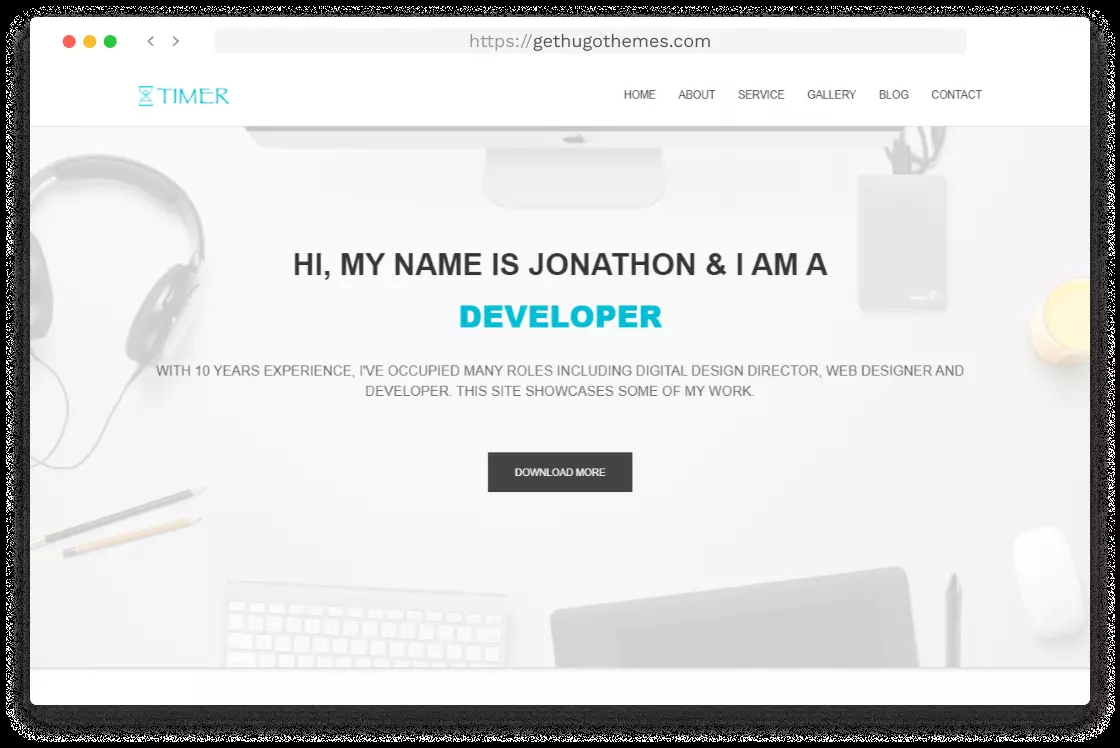 https://gethugothemes.com
TIMER
HOME ABOUT SERVICE GALLERY BLOG CONTACT
HI, MY NAME IS JONATHON & I AM A
DEVELOPER
WITH 10 YEARS EXPERIENCE, I'VE OCCUPIED MANY ROLES INCLUDING DIGITAL DESIGN DIRECTOR, WEB DESIGNER AND
DEVELOPER. THIS SITE SHOWCASES SOME OF MY WORK.
DOWNLOAD MORE